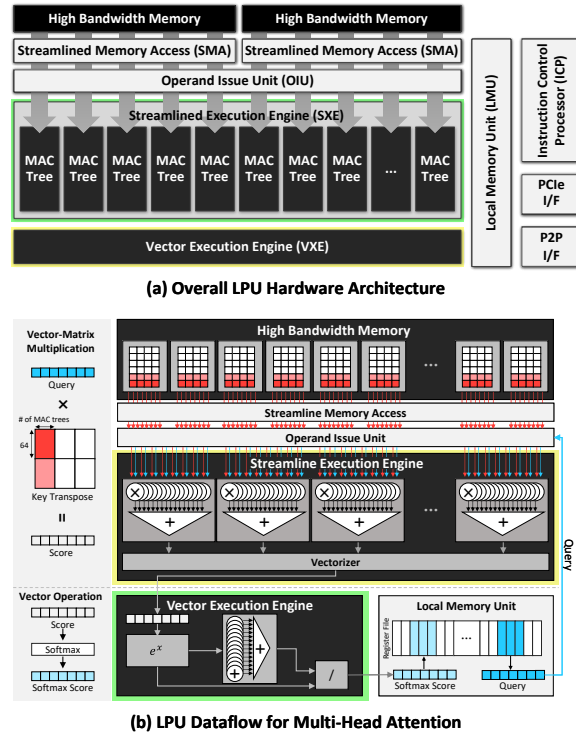 High Bandwidth Memory
High Bandwidth Memory
Streamlined Memory Access (SMA)
Streamlined Memory Access (SMA)
Operand Issue Unit (OIU)
Streamlined Execution Engine (SXE)
MAC Tree
MAC Tree
MAC Tree
MAC Tree
MAC Tree
MAC Tree
MAC Tree
MAC Tree
...
MAC Tree
Vector Execution Engine (VXE)
Local Memory Unit (LMU)
Instruction Control
Processor (ICP)
PCIe
I/F
P2P
I/F
(a) Overall LPU Hardware Architecture
Vector-Matrix
Multiplication
Query
×
# of MAC trees
64
Key Transpose
=
Score
High Bandwidth Memory
...
Streamline Memory Access
Operand Issue Unit
Streamline Execution Engine
×
×
×
×
+
+
+
...
+
Vectorizer
Query
Vector Operation
Score
Softmax
Softmax Score
Vector Execution Engine
e^x
+
+
/
Local Memory Unit
Register File
...
Softmax Score
Query
(b) LPU Dataflow for Multi-Head Attention